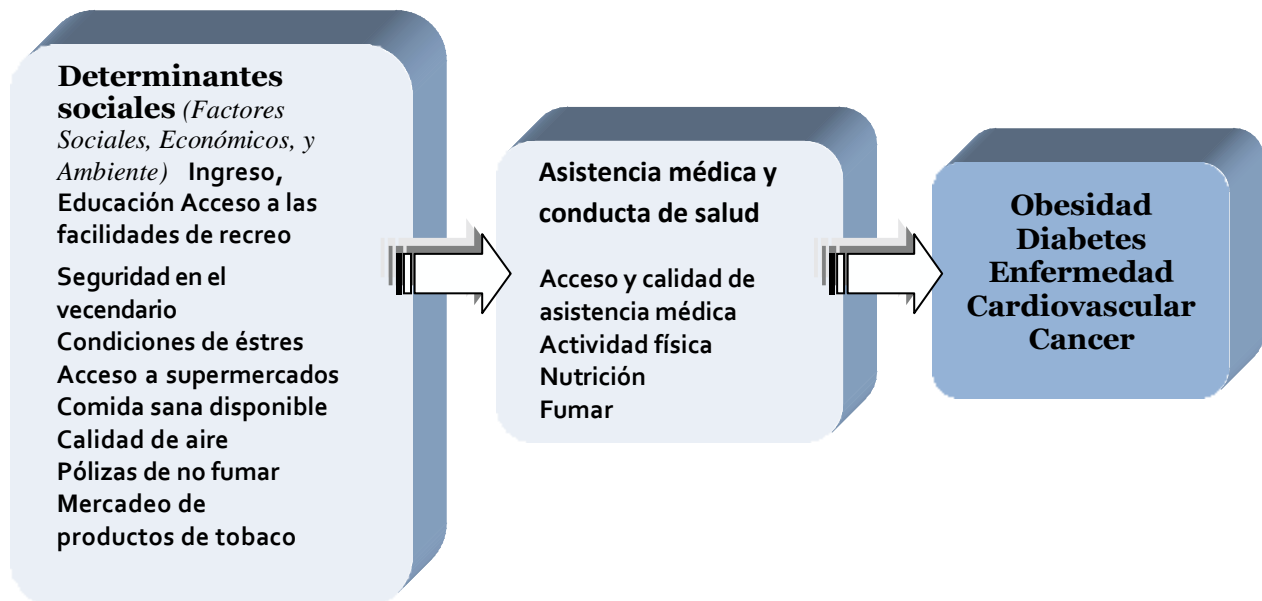 Determinantes
sociales (Factores
Sociales, Económicos, y
Ambiente) Ingreso,
Educación Acceso a las
facilidades de recreo
Seguridad en el
vecendario
Condiciones de éstres
Acceso a supermercados
Comida sana disponible
Calidad de aire
Pólizas de no fumar
Mercadeo de
productos de tobaco
Asistencia médica y
conducta de salud
Acceso y calidad de
asistencia médica
Actividad física
Nutrición
Fumar
Obesidad
Diabetes
Enfermedad
Cardiovascular
Cancer